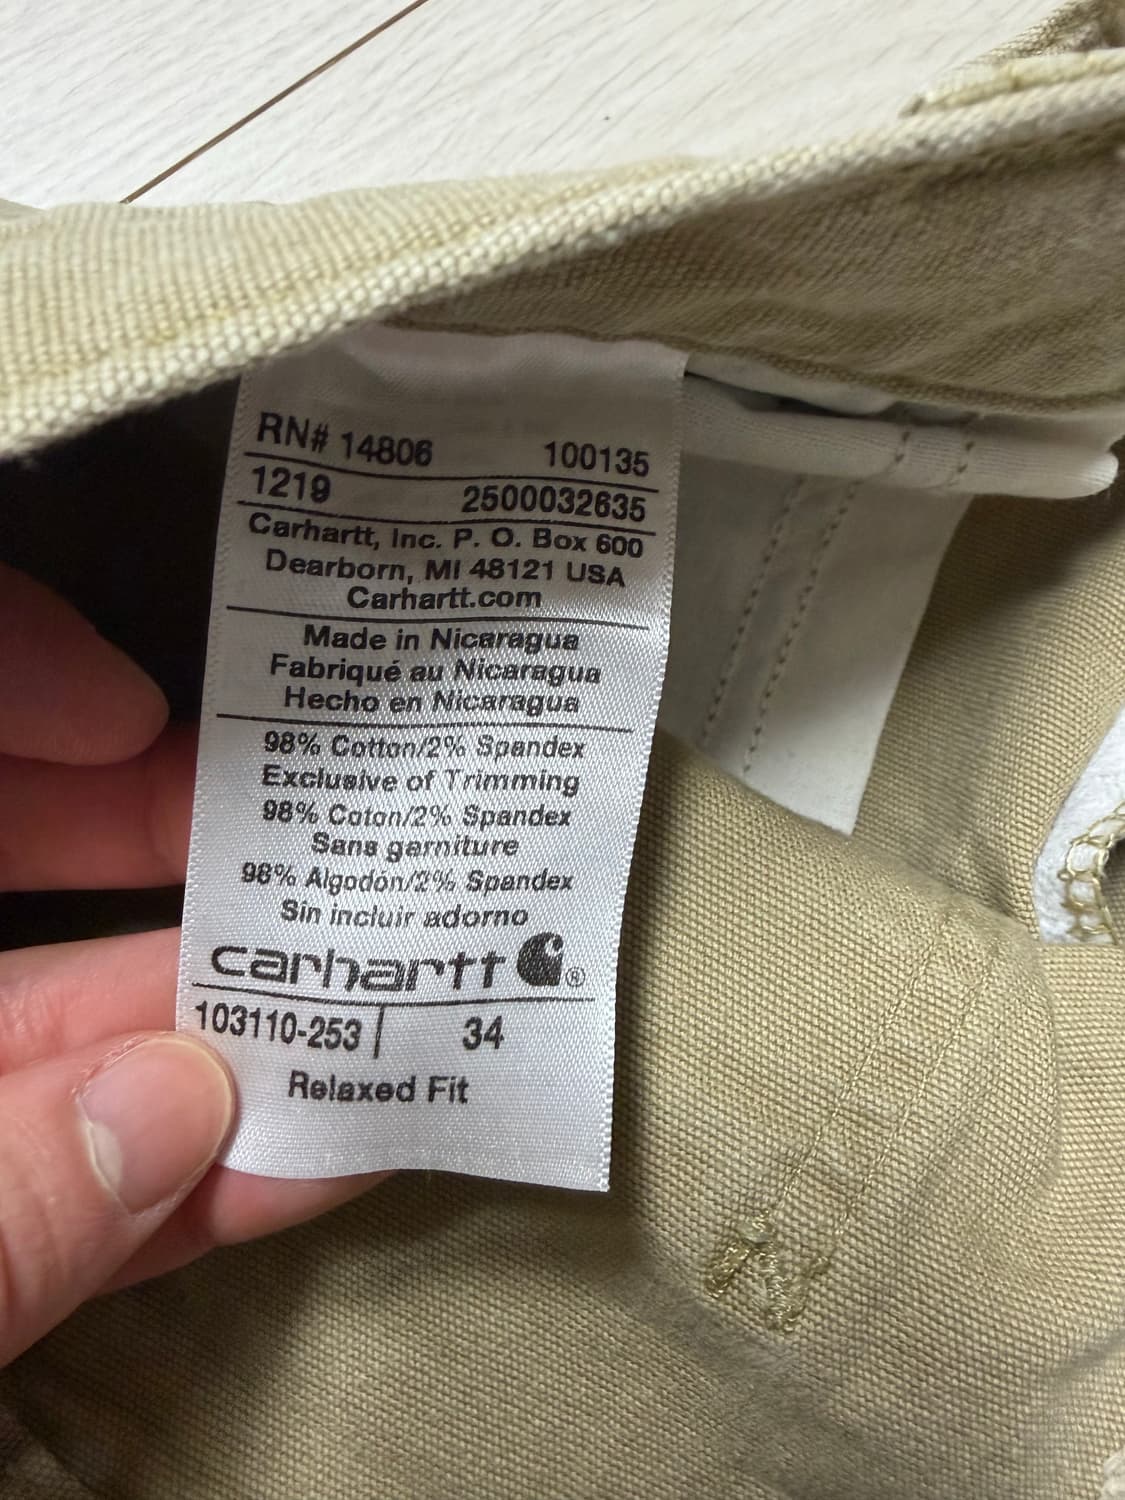 RN# 14806 100135
1219 2500032635
Carhartt, Inc. P. O. Box 600
Dearborn, MI 48121 USA
Carhartt.com
Made in Nicaragua
Fabriqué au Nicaragua
Hecho en Nicaragua
98% Cotton/2% Spandex
Exclusive of Trimming
98% Coton/2% Spandex
Sans garniture
98% Algodón/2% Spandex
Sin incluir adorno
carhartt ®
103110-253 34
Relaxed Fit